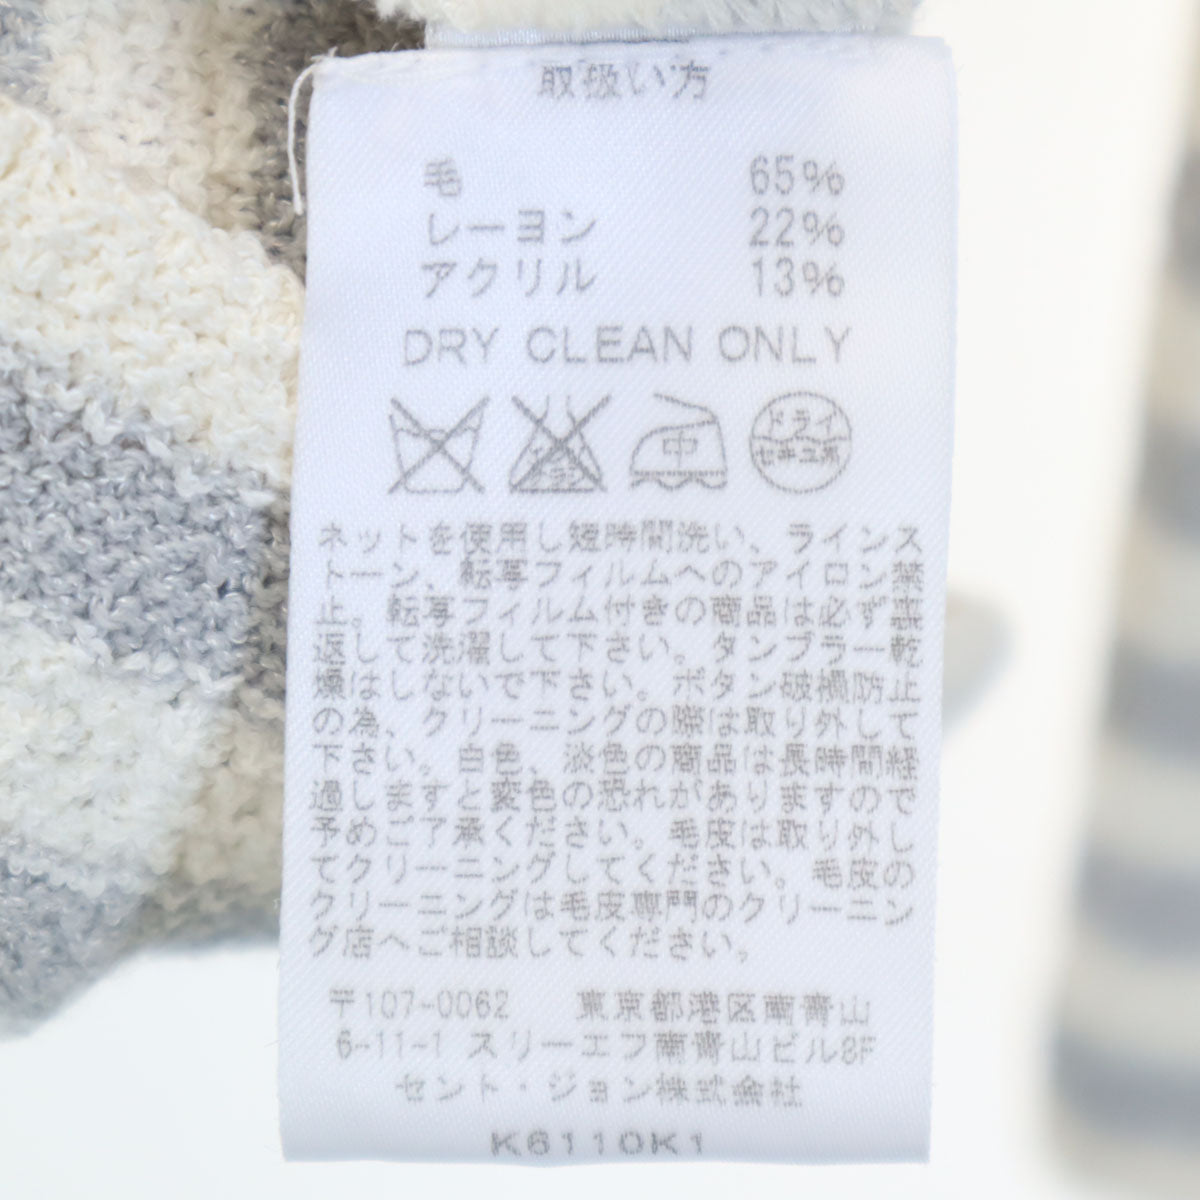 取扱い方
毛 65%
レーヨン 22%
アクリル 13%
DRY CLEAN ONLY
中 ドライ
セキユ系
ネットを使用し短時間洗い、ラインス
トーン、転写フィルムへのアイロン禁
止。転写フィルム付きの商品は必ず裏
返して洗濯して下さい。タンブラー乾
燥はしないで下さい。ボタン破損防止
の為、クリーニングの際は取り外して
下さい。白色、淡色の商品は長時間経
過しますと変色の恐れがありますので
予めご了承ください。毛皮は取り外し
てクリーニングしてください。毛皮の
クリーニングは毛皮専門のクリーニン
グ店へご相談してください。
〒107-0062 東京都港区南青山
6-11-1 スリーエフ南青山ビル8F
セント・ジョン株式会社
K6110K1